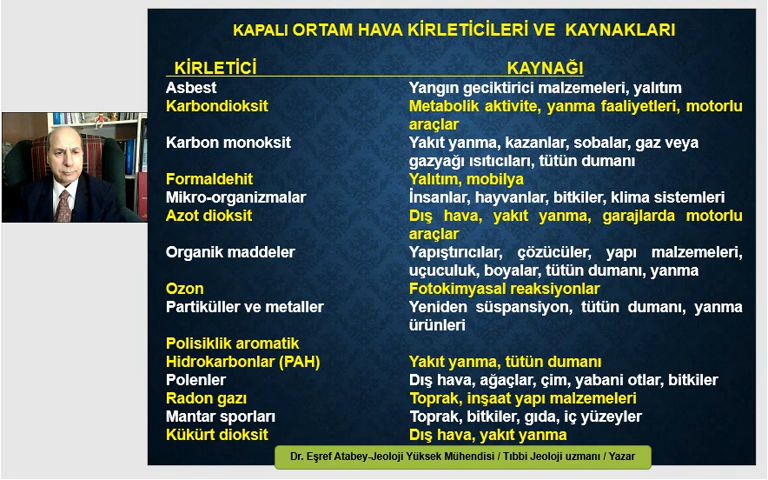 KAPALI ORTAM HAVA KİRLETİCİLERİ VE KAYNAKLARI
KİRLETİCİ KAYNAĞI
Asbest Yangın geciktirici malzemeleri, yalıtım
Karbondioksit Metabolik aktivite, yanma faaliyetleri, motorlu
araçlar
Karbon monoksit Yakıt yanma, kazanlar, sobalar, gaz veya
gazyağı ısıtıcıları, tütün dumanı
Formaldehit Yalıtım, mobilya
Mikro-organizmalar İnsanlar, hayvanlar, bitkiler, klima sistemleri
Azot dioksit Dış hava, yakıt yanma, garajlarda motorlu
araçlar
Organik maddeler Yapıştırıcılar, çözücüler, yapı malzemeleri,
uçuculuk, boyalar, tütün dumanı, yanma
Ozon Fotokimyasal reaksiyonlar
Partiküller ve metaller Yeniden süspansiyon, tütün dumanı, yanma
ürünleri
Polisiklik aromatik
Hidrokarbonlar (PAH) Yakıt yanma, tütün dumanı
Polenler Dış hava, ağaçlar, çim, yabani otlar, bitkiler
Radon gazı Toprak, inşaat yapı malzemeleri
Mantar sporları Toprak, bitkiler, gıda, iç yüzeyler
Kükürt dioksit Dış hava, yakıt yanma
Dr. Eşref Atabey-Jeoloji Yüksek Mühendisi / Tıbbi Jeoloji uzmanı / Yazar